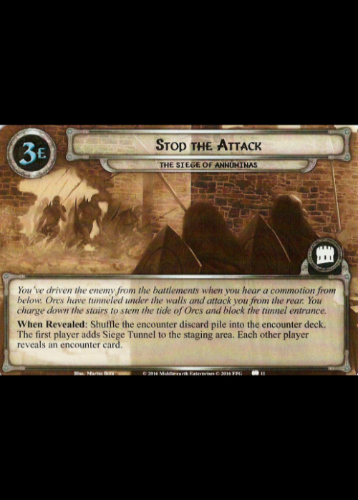 3E
STOP THE ATTACK
THE SIEGE OF ANNÚMINAS
You've driven the enemy from the battlements when you hear a commotion from
below. Orcs have tunneled under the walls and attack you from the rear. You
charge down the stairs to stem the tide of Orcs and block the tunnel entrance.
When Revealed: Shuffle the encounter discard pile into the encounter deck.
The first player adds Siege Tunnel to the staging area. Each other player
reveals an encounter card.
© 2016 Enterprises © 2016 FFG